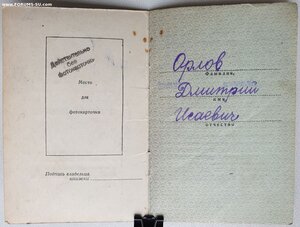 www.FORUMS-SU.com
Действительно
без
фотокарточки
Место
для
фотокарточки
Подпись владельца
книжки
Орлов
фамилия,
Дмитрий
имя,
Исаевич
отчество